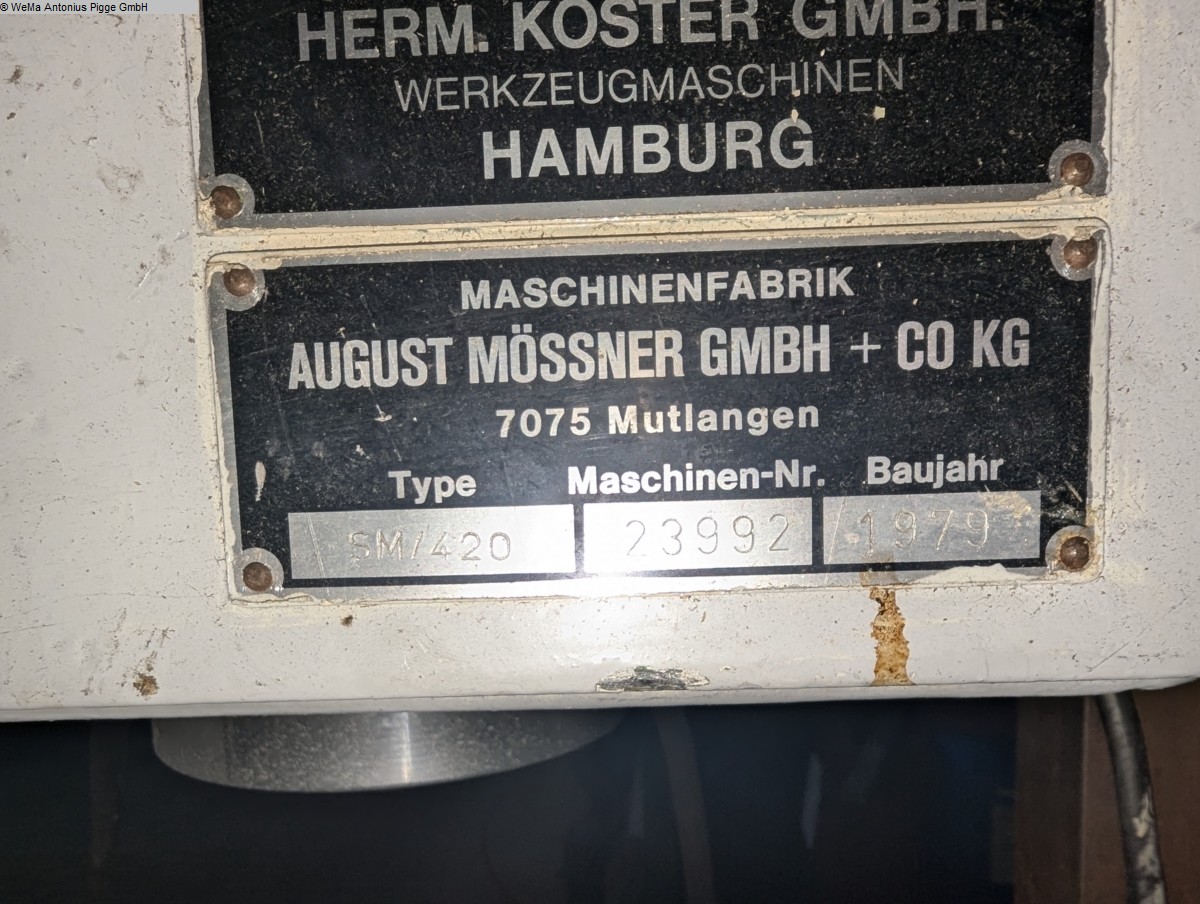 © WeMa Antonius Pigge GmbH
HERM. KÖSTER GMBH.
WERKZEUGMASCHINEN
HAMBURG
MASCHINENFABRIK
AUGUST MÖSSNER GMBH + CO KG
7075 Mutlangen
Type Maschinen-Nr. Baujahr
SM/420 23992 1979